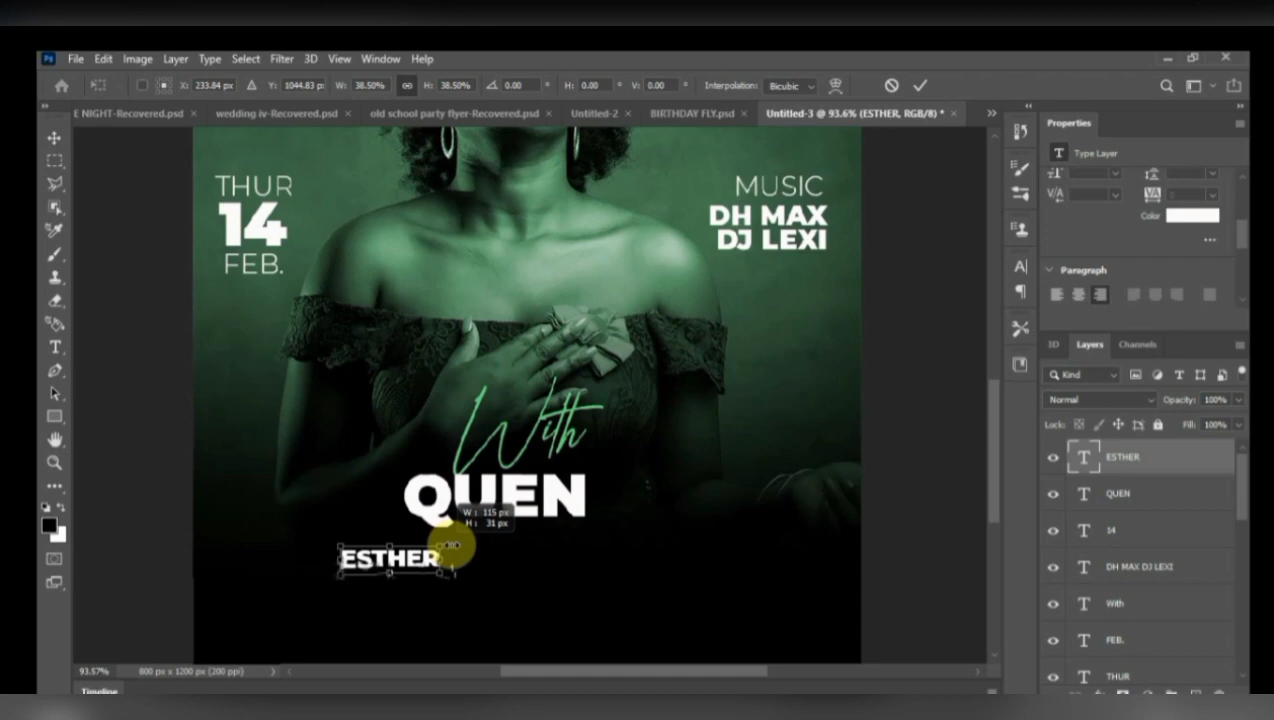 Ps File Edit Image Layer Type Select Filter 3D View Window Help
X: 233.84 px Y: 1044.83 p: W: 38.50% H: 38.50% 0.00 ° H: 0.00 ° V: 0.00 ° Interpolation: Bicubic
E NIGHT-Recovered.psd × wedding iv-Recovered.psd × old school party flyer-Recovered.psd × Untitled-2 × BIRTHDAY FLY.psd × Untitled-3 @ 93.6% (ESTHER, RGB/8) * ×
Properties
T Type Layer
Color
Paragraph
THUR
14
FEB.
MUSIC
DH MAX
DJ LEXI
With
QUEN
W: 115 px
H: 31 px
ESTHER
3D Layers Channels
Kind
Normal Opacity: 100%
Lock: Fill: 100%
T ESTHER
T QUEN
T 14
T DH MAX DJ LEXI
T With
T FEB.
T THUR
93.57% 800 px x 1200 px (200 ppi)
Timeline